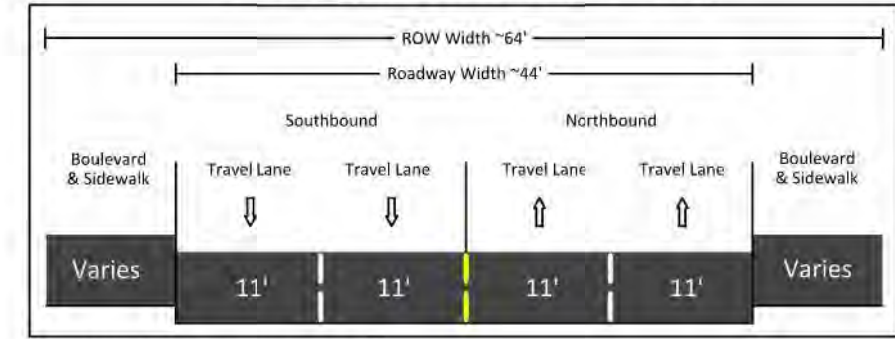 ROW Width ~64'
Roadway Width ~44'
Southbound
Northbound
Boulevard
& Sidewalk
Travel Lane
Travel Lane
Travel Lane
Travel Lane
Boulevard
& Sidewalk
Varies
11'
11'
11'
11'
Varies